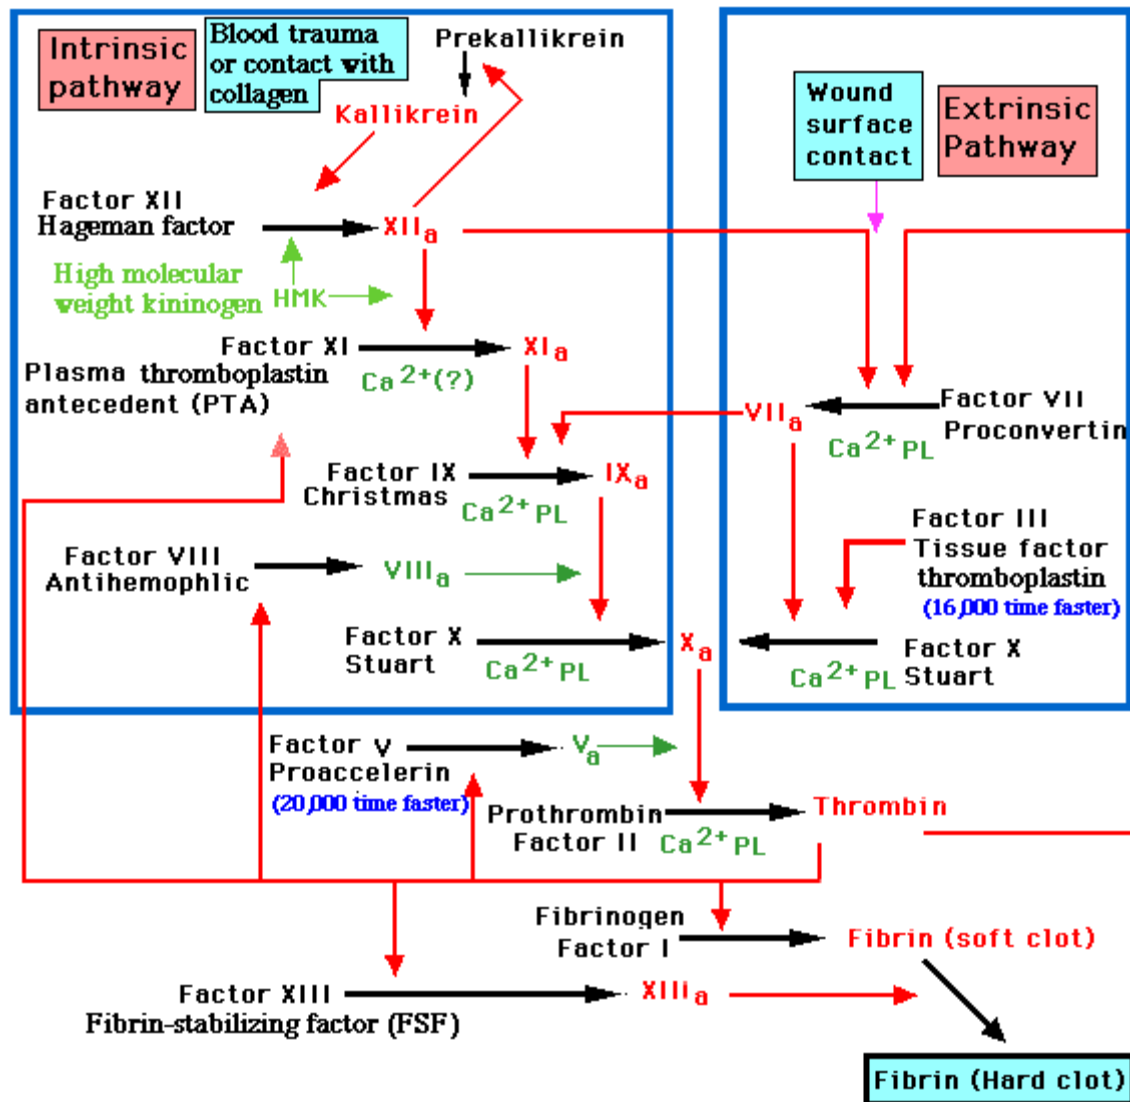 Intrinsic
pathway
Blood trauma
or contact with
collagen
Prekallikrein
Kallikrein
Wound
surface
contact
Extrinsic
Pathway
Factor XII
Hageman factor
XIIa
High molecular
weight kininogen
HMK
Factor XI
Plasma thromboplastin
antecedent (PTA)
Ca2+(?)
XIa
VIIa
Factor VII
Proconvertin
Ca2+ PL
Factor IX
Christmas
Ca2+ PL
IXa
Factor III
Tissue factor
thromboplastin
(16,000 time faster)
Factor VIII
Antihemophlic
VIIIa
Factor X
Stuart
Ca2+ PL
Xa
Ca2+ PL
Factor X
Stuart
Factor V
Proaccelerin
(20,000 time faster)
Va
Prothrombin
Factor II
Ca2+ PL
Thrombin
Fibrinogen
Factor I
Fibrin (soft clot)
Factor XIII
Fibrin-stabilizing factor (FSF)
XIIIa
Fibrin (Hard clot)